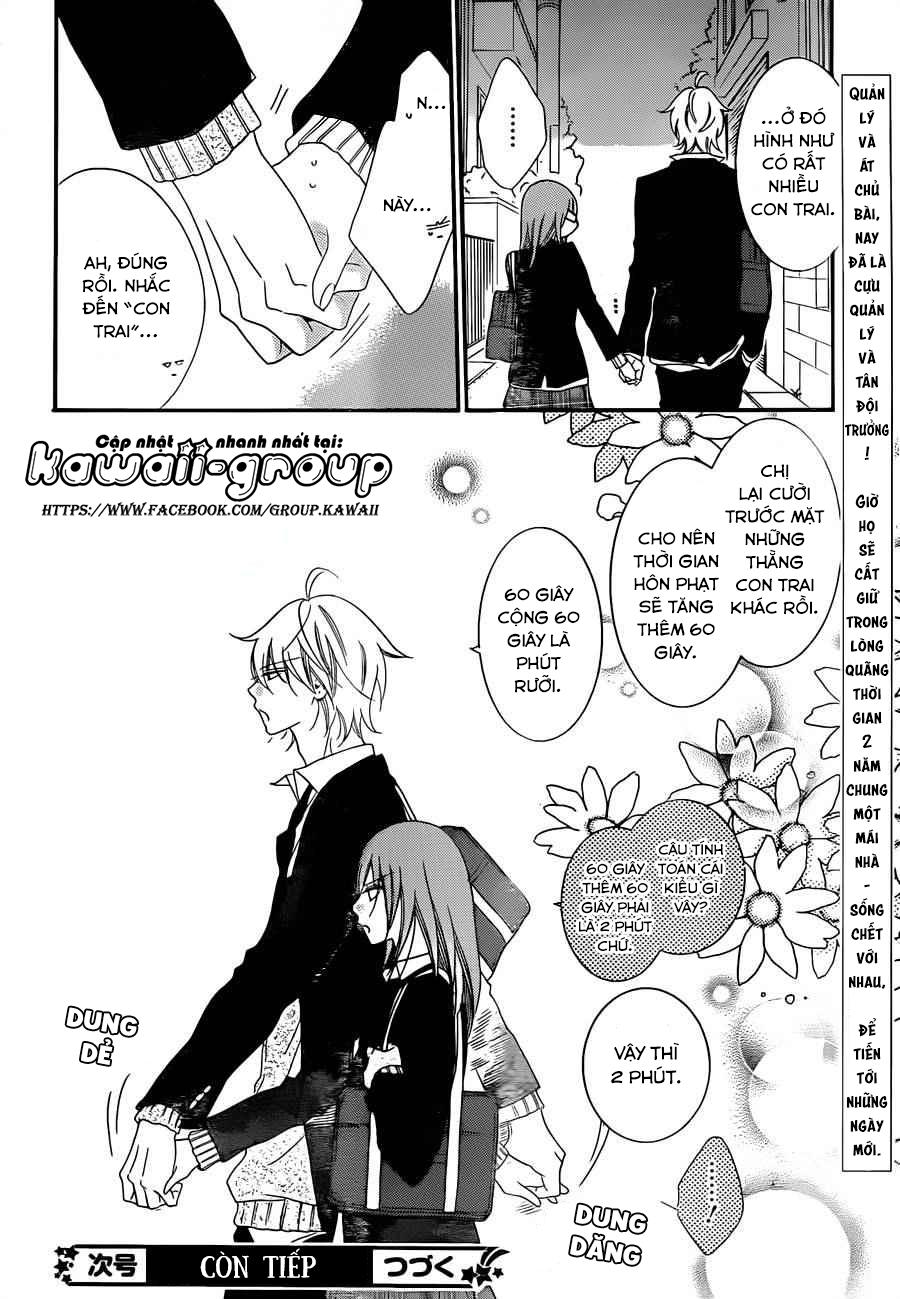 …Ở ĐÓ
HÌNH NHƯ
CÓ RẤT
NHIỀU
CON TRAI.
……
…
N…
NÀY…
AH, ĐÚNG
RỒI. NHẮC
ĐẾN “CON
TRAI”…
QUẢN
LÝ
VÀ
ÁT
CHỦ
BÀI,
NAY
ĐÃ LÀ
CỰU
QUẢN
LÝ
VÀ
TÂN
ĐỘI
TRƯỞNG
!
GIỜ
HỌ
SẼ
CẤT
GIỮ
TRONG
LÒNG
QUÃNG
THỜI
GIAN
2
NĂM
CHUNG
MỘT
MÁI
NHÀ
-
SỐNG
CHẾT
VỚI
NHAU,
ĐỂ
TIẾN
TỚI
NHỮNG
NGÀY
MỚI.
Cập nhật nhanh nhất tại:
kawaii-group
HTTPS://WWW.FACEBOOK.COM/GROUP.KAWAII
CHỊ
LẠI CƯỜI
TRƯỚC MẶT
NHỮNG
THẰNG
CON TRAI
KHÁC RỒI.
CHO NÊN
THỜI GIAN
HÔN PHẠT
SẼ TĂNG
THÊM 60
GIÂY.
60 GIÂY
CỘNG 60
GIÂY LÀ
PHÚT
RƯỠI.
CÂU TÍNH
TOÁN CÁI
KIỂU GÌ
VẬY?
60 GIÂY
THÊM 60
GIÂY PHẢI
LÀ 2 PHÚT
CHỨ.
VẬY THÌ
2 PHÚT.
……!
DUNG
DẺ
DUNG
DĂNG
次号 CÒN TIẾP つづく